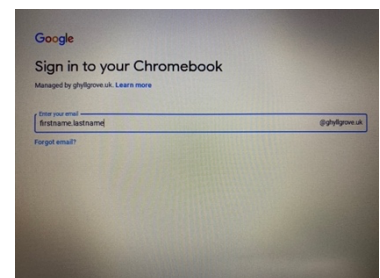 Google
Sign in to your Chromebook
Managed by ghyllgrove.uk. Learn more
Enter your email
firstname.lastname @ghyllgrove.uk
Forgot email?